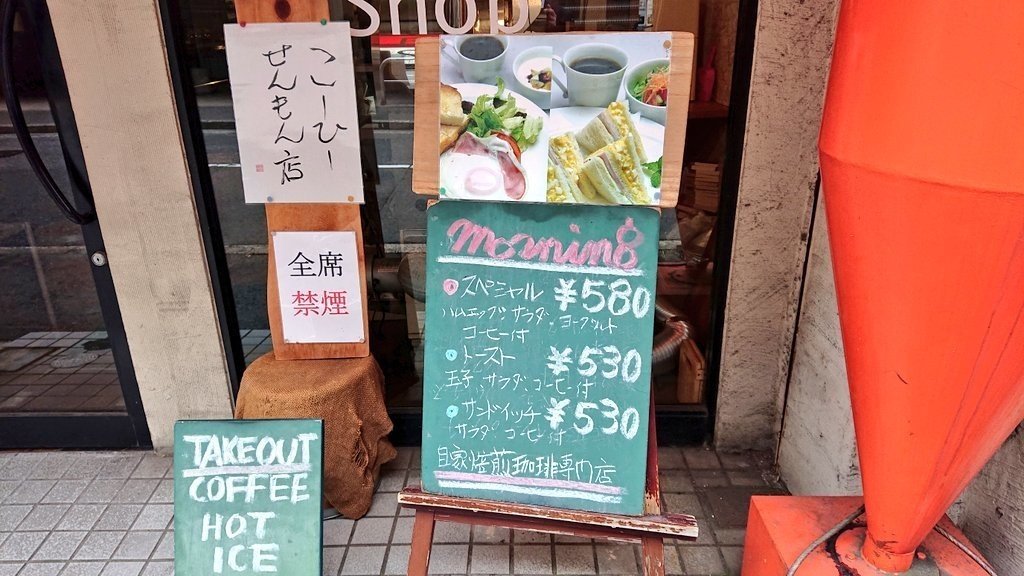 Shop
こーひー
せんもん店
全席
禁煙
morning
スペシャル ¥580
ハムエッグ サラダ ヨーグルト
コーヒー付
トースト ¥530
玉子、サラダ、コーヒー付
サンドイッチ ¥530
サラダ コーヒー付
自家焙煎珈琲専門店
TAKEOUT
COFFEE
HOT
ICE